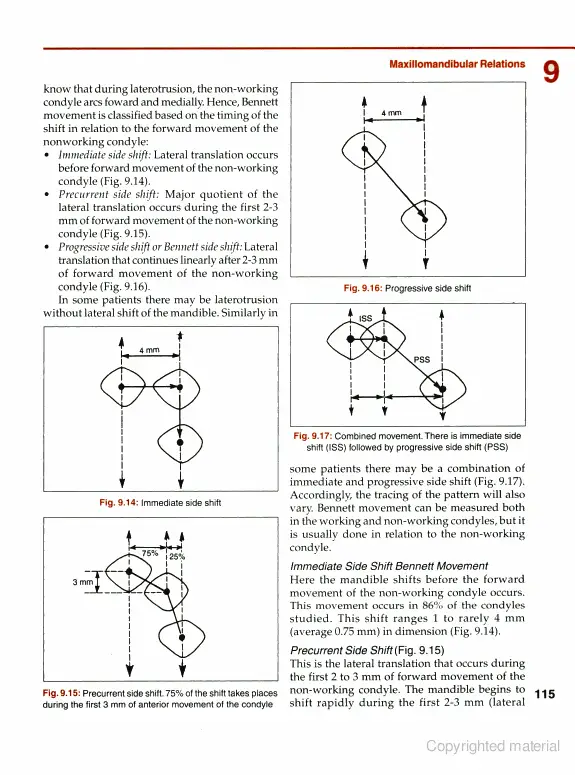 Maxillomandibular Relations
9
know that during laterotrusion, the non-working
condyle arcs foward and medially. Hence, Bennett
movement is classified based on the timing of the
shift in relation to the forward movement of the
nonworking condyle:
• Immediate side shift: Lateral translation occurs
before forward movement of the non-working
condyle (Fig. 9.14).
• Precurrent side shift: Major quotient of the
lateral translation occurs during the first 2-3
mm of forward movement of the non-working
condyle (Fig. 9.15).
• Progressive side shift or Bennett side shift: Lateral
translation that continues linearly after 2-3 mm
of forward movement of the non-working
condyle (Fig. 9.16).
In some patients there may be laterotrusion
without lateral shift of the mandible. Similarly in
4 mm
Fig. 9.14: Immediate side shift
75%
25%
3 mm
Fig. 9.15: Precurrent side shift. 75% of the shift takes places
during the first 3 mm of anterior movement of the condyle
4 mm
Fig. 9.16: Progressive side shift
ISS
PSS
Fig. 9.17: Combined movement. There is immediate side
shift (ISS) followed by progressive side shift (PSS)
some patients there may be a combination of
immediate and progressive side shift (Fig. 9.17).
Accordingly, the tracing of the pattern will also
vary. Bennett movement can be measured both
in the working and non-working condyles, but it
is usually done in relation to the non-working
condyle.
Immediate Side Shift Bennett Movement
Here the mandible shifts before the forward
movement of the non-working condyle occurs.
This movement occurs in 86% of the condyles
studied. This shift ranges 1 to rarely 4 mm
(average 0.75 mm) in dimension (Fig. 9.14).
Precurrent Side Shift (Fig. 9.15)
This is the lateral translation that occurs during
the first 2 to 3 mm of forward movement of the
non-working condyle. The mandible begins to
shift rapidly during the first 2-3 mm (lateral
115
Copyrighted material